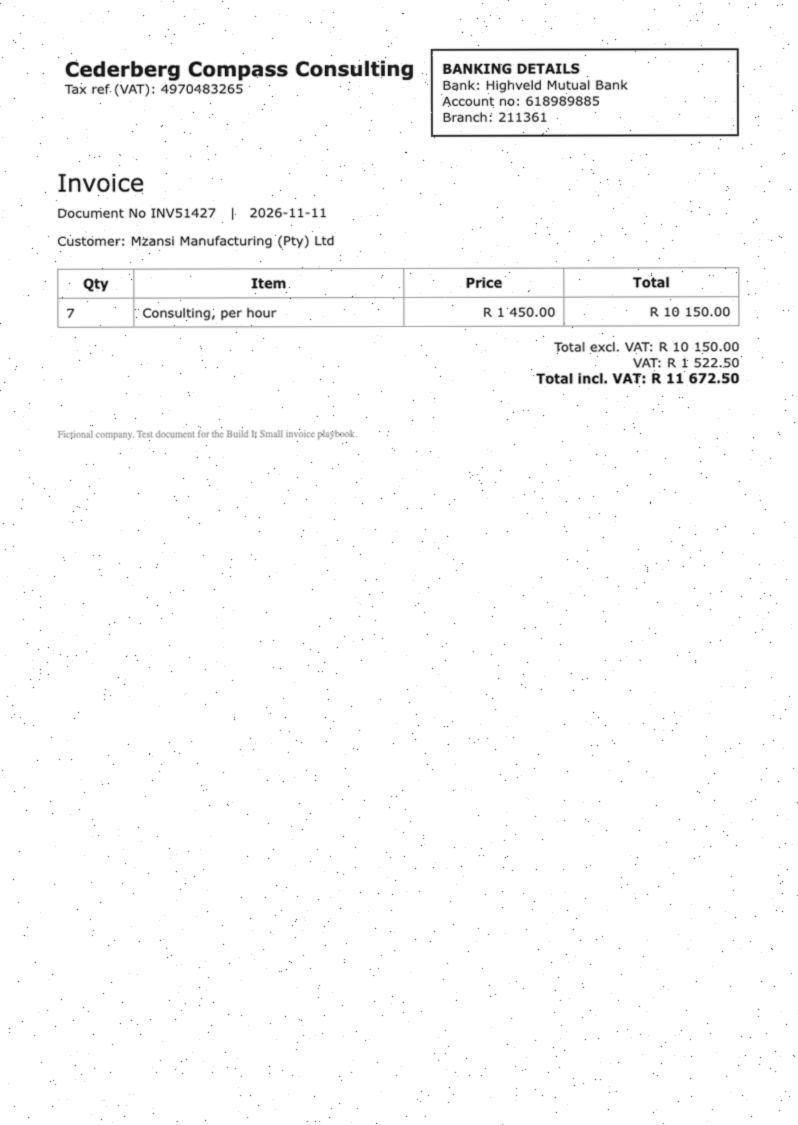 Cederberg Compass Consulting
Tax ref (VAT): 4970483265
BANKING DETAILS
Bank: Highveld Mutual Bank
Account no: 618989885
Branch: 211361
Invoice
Document No INV51427 | 2026-11-11
Customer: Mzansi Manufacturing (Pty) Ltd
Qty Item Price Total
7 Consulting, per hour R 1 450.00 R 10 150.00
Total excl. VAT: R 10 150.00
VAT: R 1 522.50
Total incl. VAT: R 11 672.50
Fictional company. Test document for the Build It Small invoice playbook.